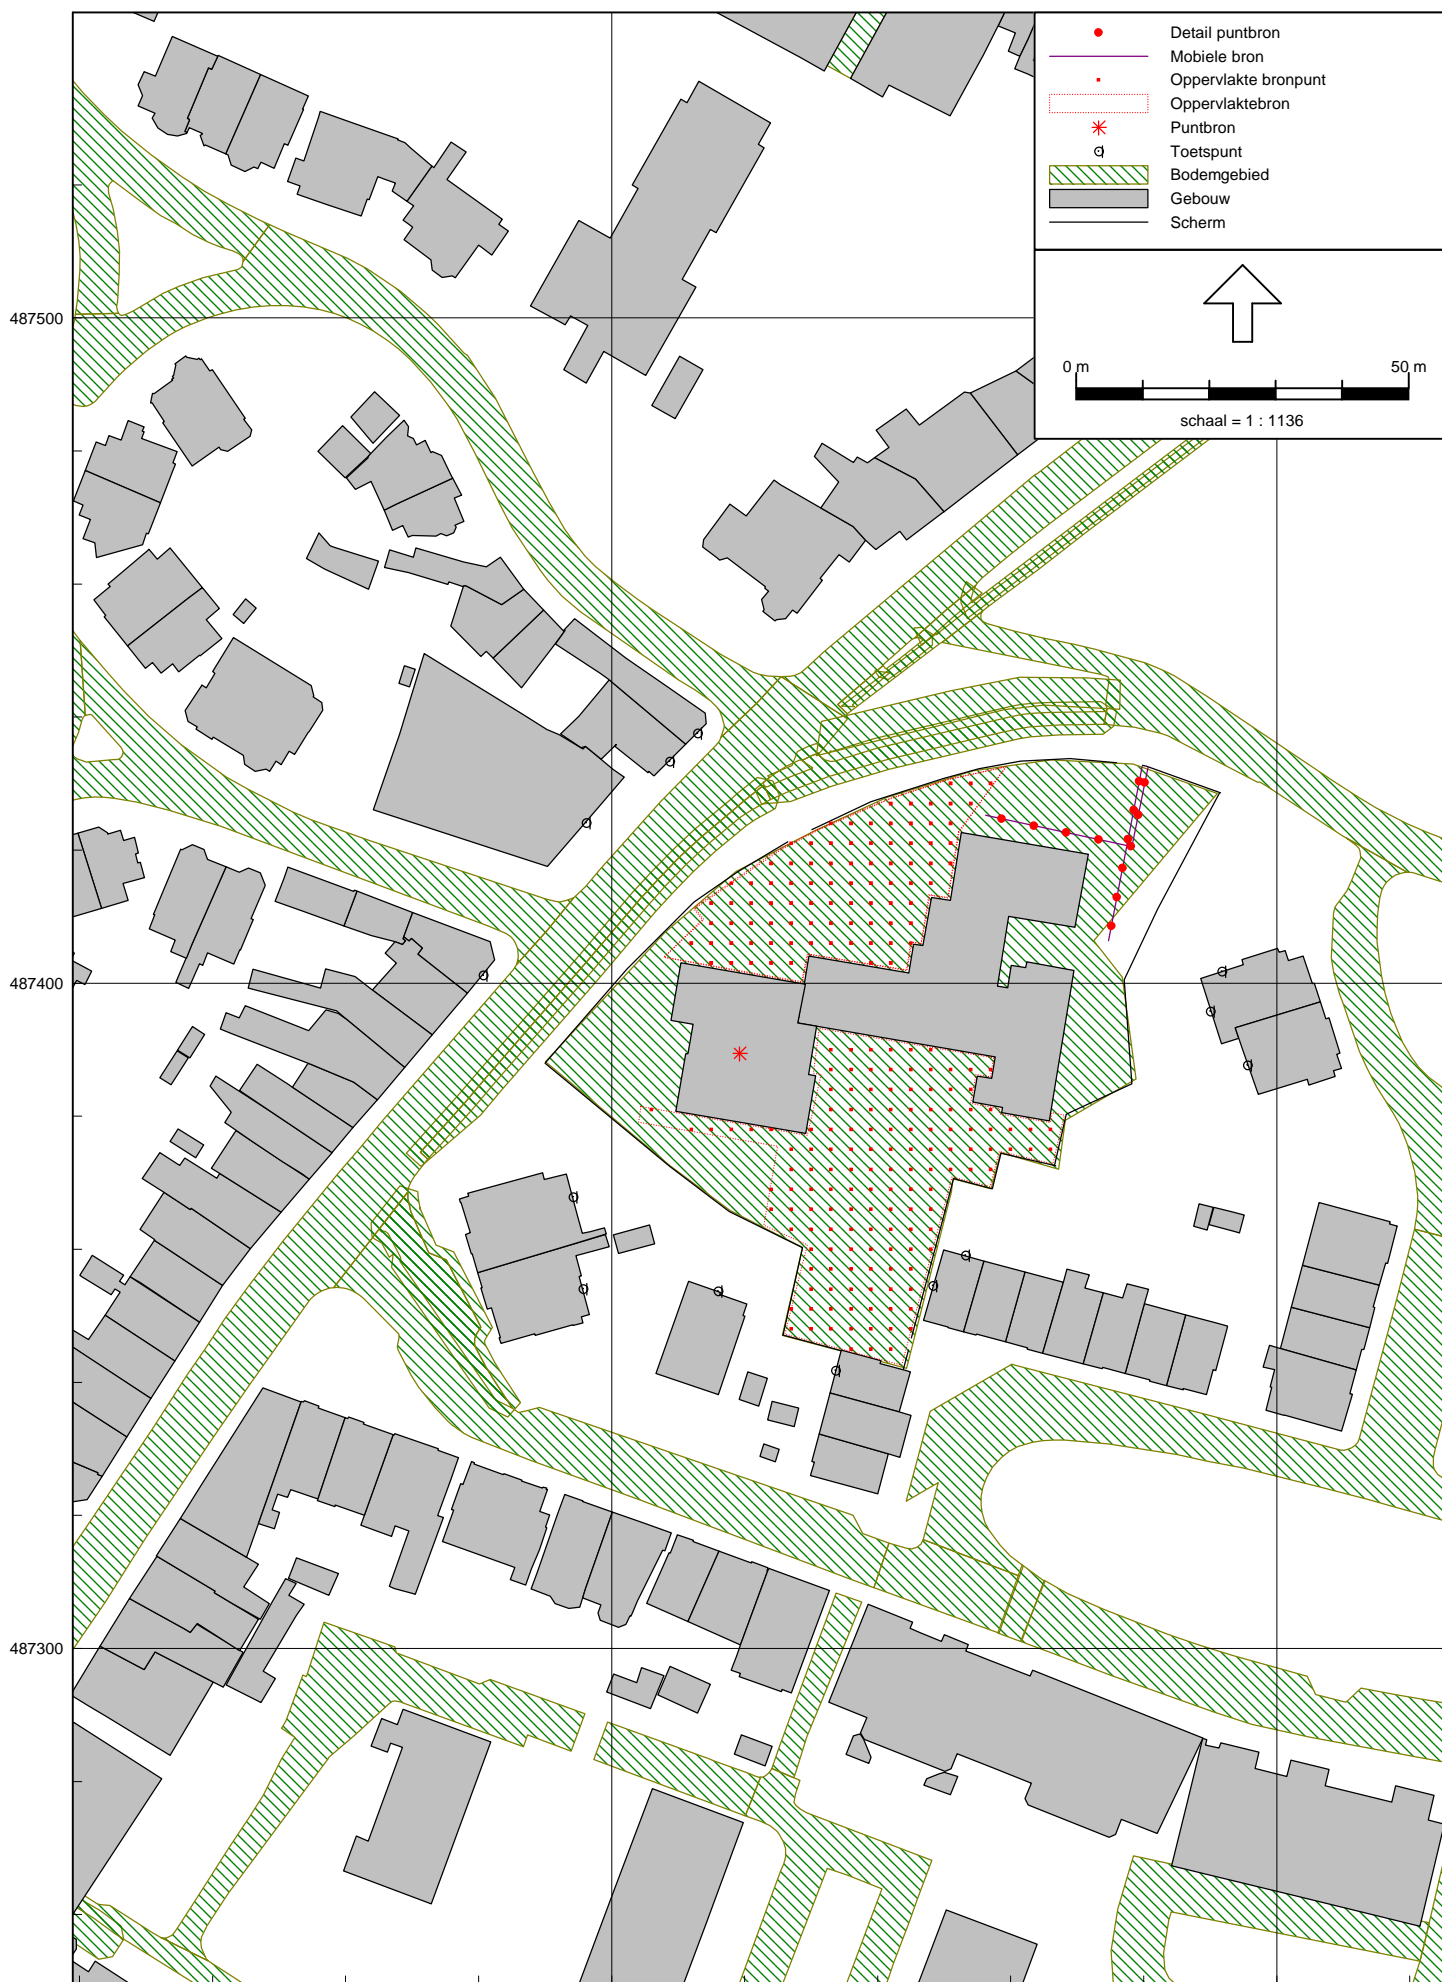 Detail puntbron
Mobiele bron
Oppervlakte bronpunt
Oppervlaktebron
Puntbron
Toetspunt
Bodemgebied
Gebouw
Scherm
487500
0 m 50 m
schaal = 1 : 1136
487400
487300